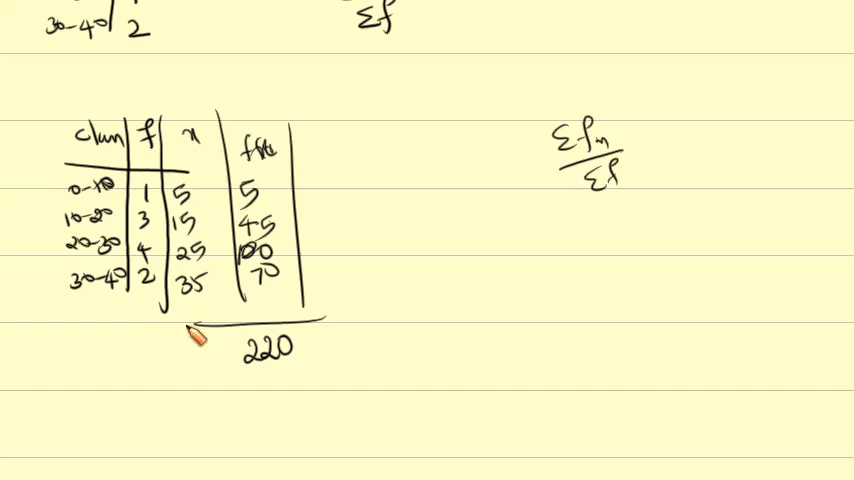 30-40 2
Σf
class f x fx
0-10 1 5 5
10-20 3 15 45
20-30 4 25 100
30-40 2 35 70
220
Σfx
Σf